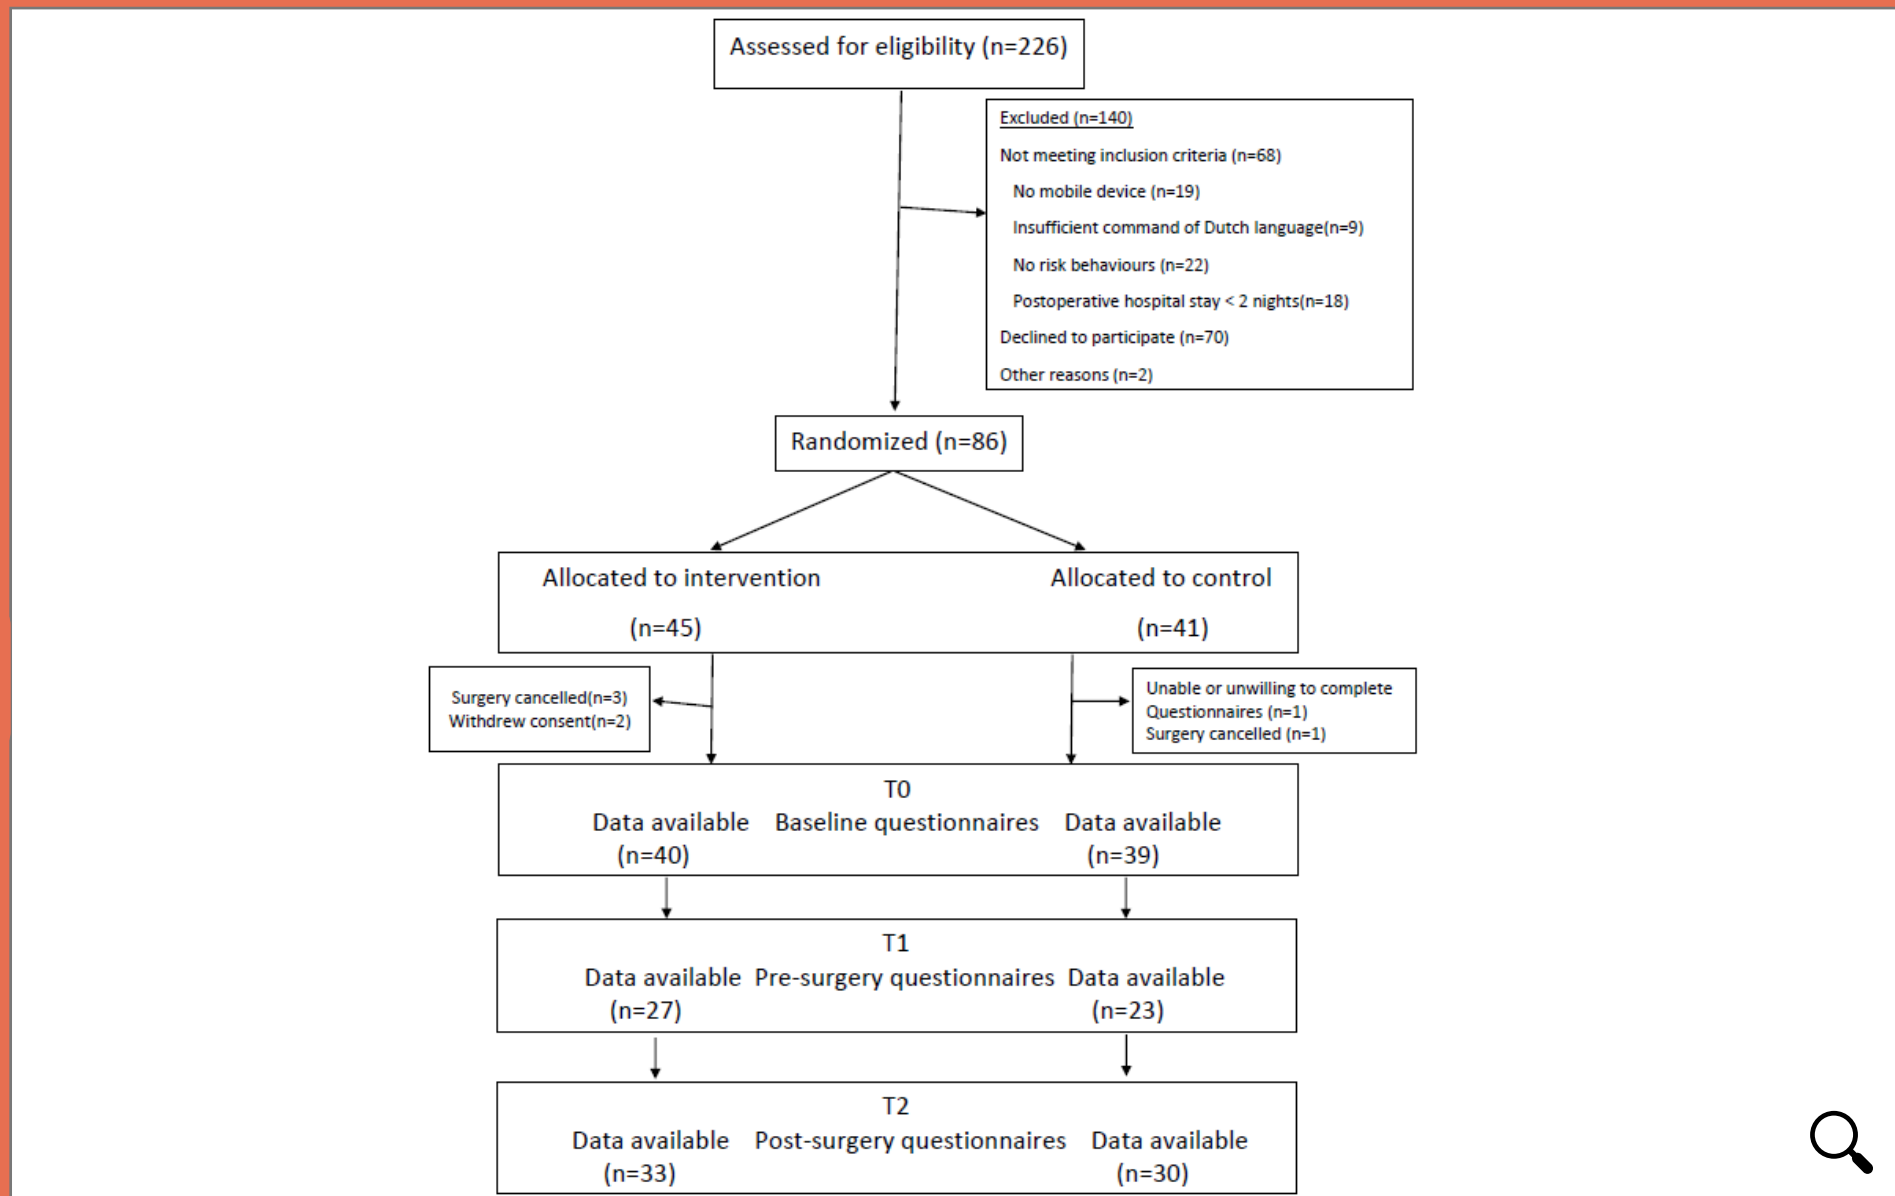 Assessed for eligibility (n=226)
Excluded (n=140)
Not meeting inclusion criteria (n=68)
No mobile device (n=19)
Insufficient command of Dutch language(n=9)
No risk behaviours (n=22)
Postoperative hospital stay < 2 nights(n=18)
Declined to participate (n=70)
Other reasons (n=2)
Randomized (n=86)
Allocated to intervention
(n=45)
Allocated to control
(n=41)
Surgery cancelled(n=3)
Withdrew consent(n=2)
Unable or unwilling to complete
Questionnaires (n=1)
Surgery cancelled (n=1)
T0
Data available Baseline questionnaires Data available
(n=40) (n=39)
T1
Data available Pre-surgery questionnaires Data available
(n=27) (n=23)
T2
Data available Post-surgery questionnaires Data available
(n=33) (n=30)